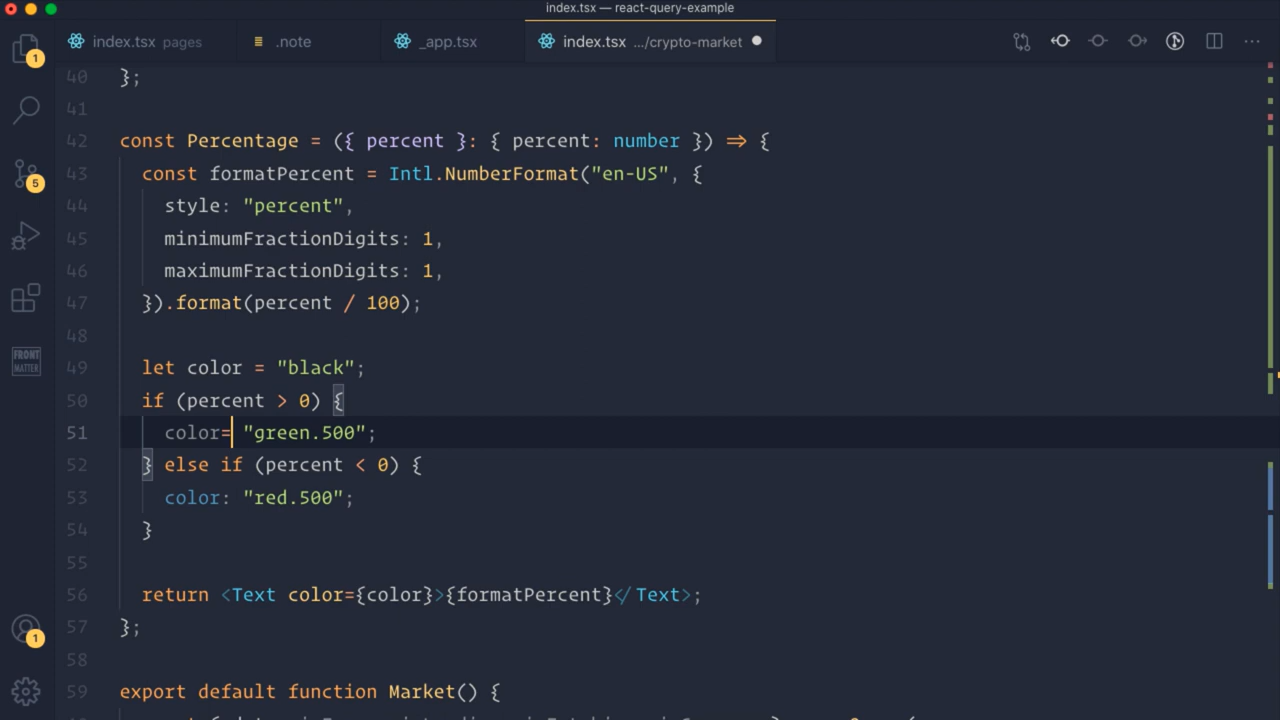 index.tsx — react-query-example
index.tsx pages
.note
_app.tsx
index.tsx .../crypto-market
1
5
FRONT
MATTER
1
40 };
41
42 const Percentage = ({ percent }: { percent: number }) => {
43 const formatPercent = Intl.NumberFormat("en-US", {
44 style: "percent",
45 minimumFractionDigits: 1,
46 maximumFractionDigits: 1,
47 }).format(percent / 100);
48
49 let color = "black";
50 if (percent > 0) {
51 color= "green.500";
52 } else if (percent < 0) {
53 color: "red.500";
54 }
55
56 return <Text color={color}>{formatPercent}</Text>;
57 };
58
59 export default function Market() {